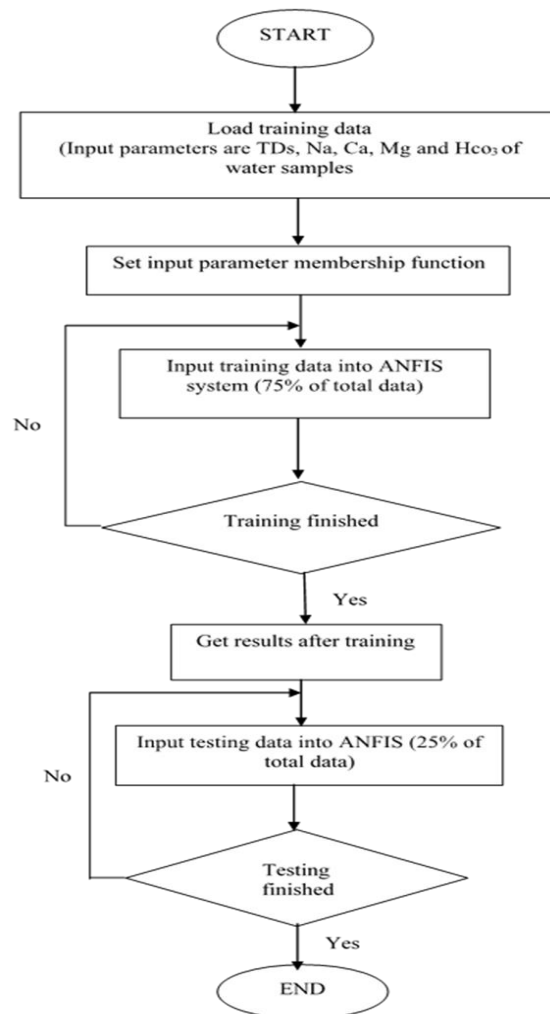 START
Load training data
(Input parameters are TDs, Na, Ca, Mg and Hco₃ of
water samples
Set input parameter membership function
Input training data into ANFIS
system (75% of total data)
No
Training finished
Yes
Get results after training
Input testing data into ANFIS (25% of
total data)
No
Testing
finished
Yes
END